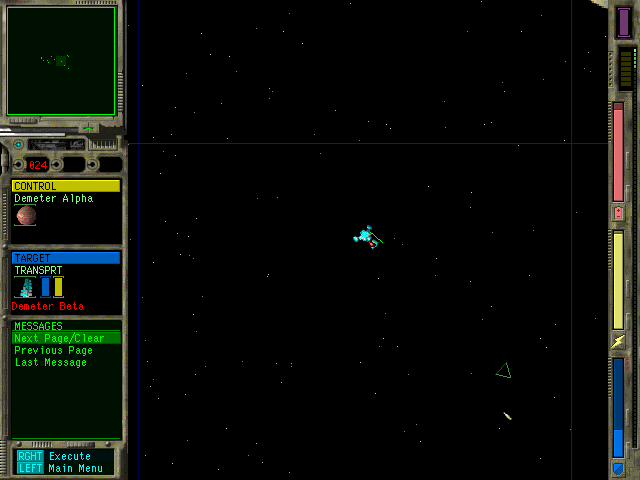 024
CONTROL
Demeter Alpha
TARGET
TRANSPRT
Demeter Beta
MESSAGES
Next Page/Clear
Previous Page
Last Message
RGHT Execute
LEFT Main Menu